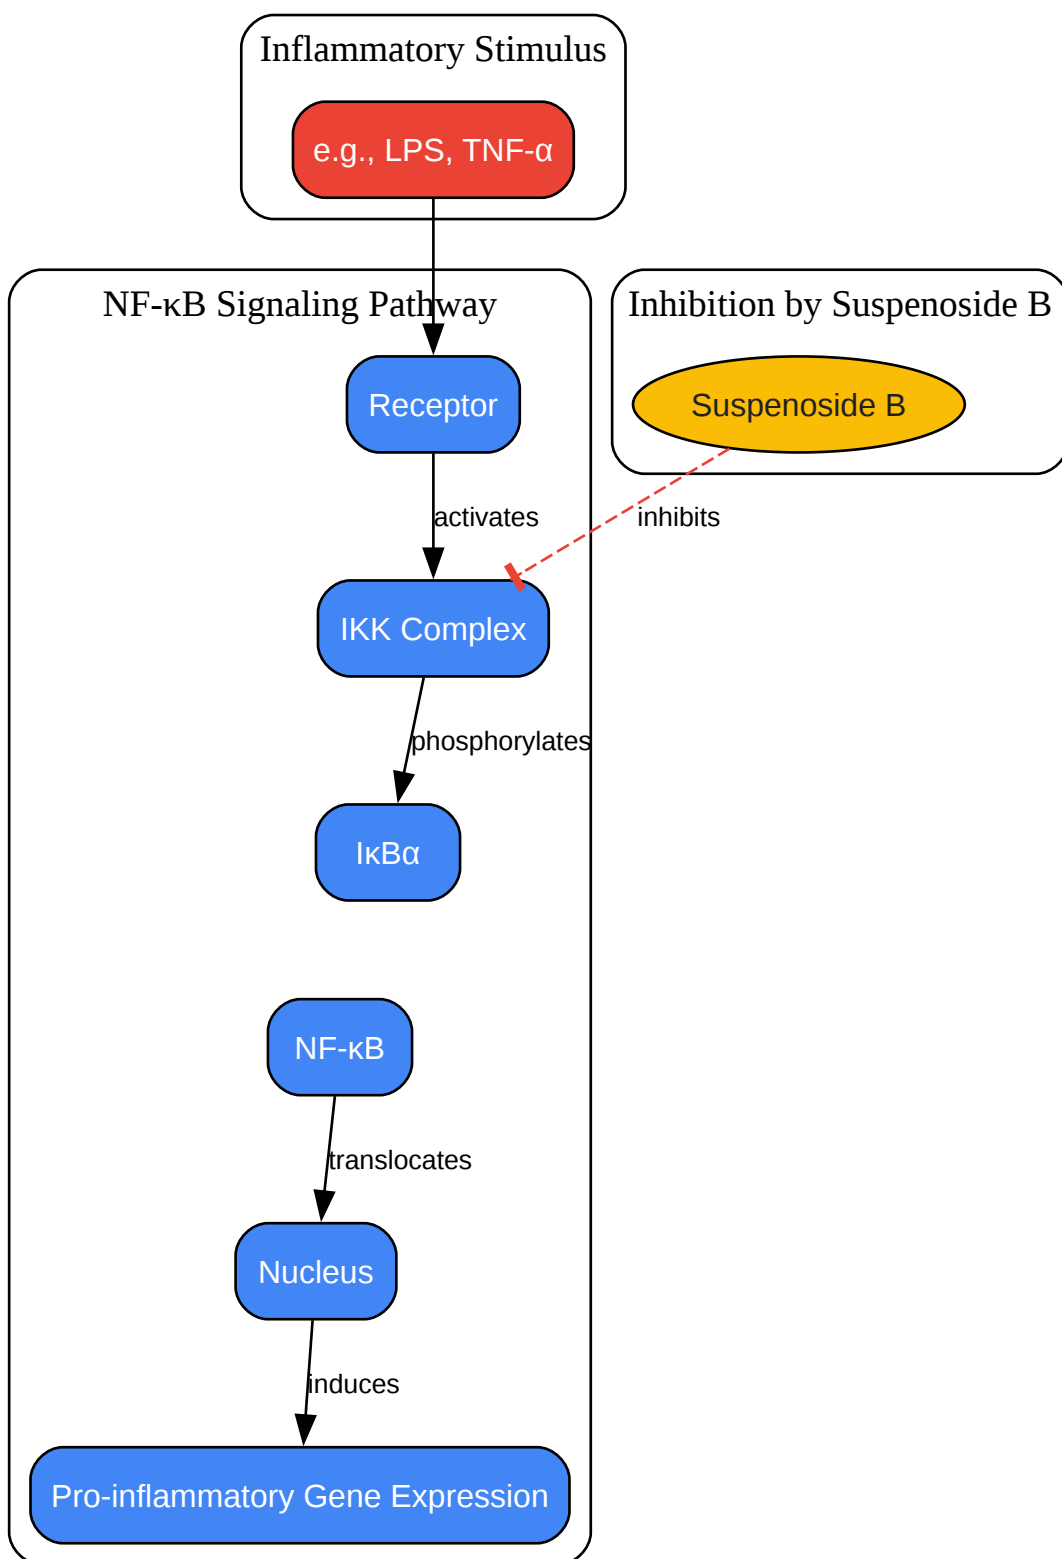 Inflammatory Stimulus
e.g., LPS, TNF-α
NF-κB Signaling Pathway
Inhibition by Suspenoside B
Receptor
Suspenoside B
activates
inhibits
IKK Complex
phosphorylates
IκBα
NF-κB
translocates
Nucleus
induces
Pro-inflammatory Gene Expression